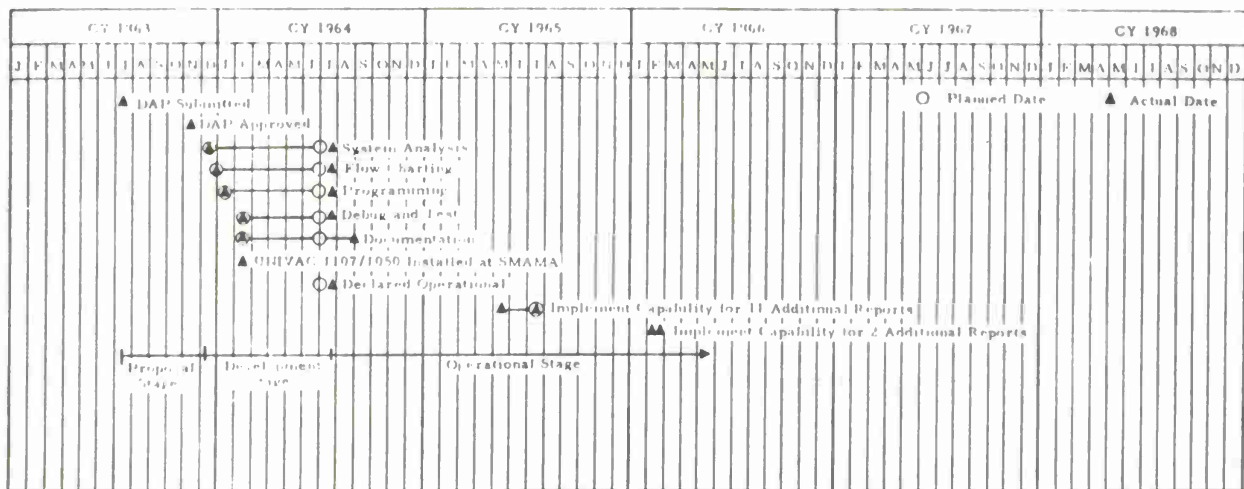 CY 1963 CY 1964 CY 1965 CY 1966 CY 1967 CY 1968
J F M A M J J A S O N D J F M A M J J A S O N D J F M A M J J A S O N D J F M A M J J A S O N D J F M A M J J A S O N D J F M A M J J A S O N D
DAP Submitted
Planned Date
Actual Date
DAP Approved
System Analysis
Flow Charting
Programming
Debug and Test
Documentation
UNIVAC 1107/1050 Installed at SMAMA
Declared Operational
Implement Capability for 11 Additional Reports
Implement Capability for 2 Additional Reports
Proposal Stage
Development Stage
Operational Stage